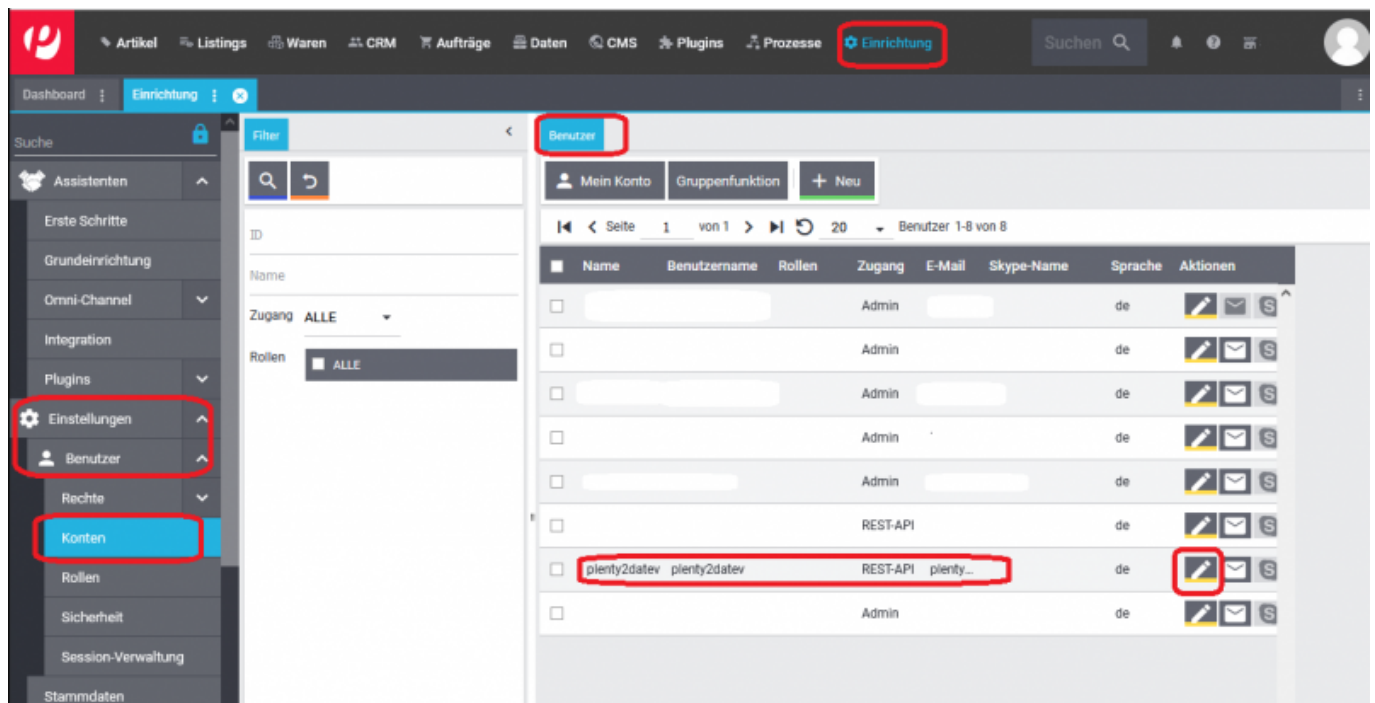 Artikel Listings Waren CRM Aufträge Daten CMS Plugins Prozesse Einrichtung Suchen
Dashboard Einrichtung
Suche
Assistenten
Erste Schritte
Grundeinrichtung
Omni-Channel
Integration
Plugins
Einstellungen
Benutzer
Rechte
Konten
Rollen
Sicherheit
Session-Verwaltung
Stammdaten
Filter
ID
Name
Zugang ALLE
Rollen ALLE
Benutzer
Mein Konto Gruppenfunktion + Neu
Seite 1 von 1 20 Benutzer 1-8 von 8
Name Benutzername Rollen Zugang E-Mail Skype-Name Sprache Aktionen
Admin de
Admin de
Admin de
Admin de
Admin de
REST-API de
plenty2datev plenty2datev REST-API plenty... de
Admin de